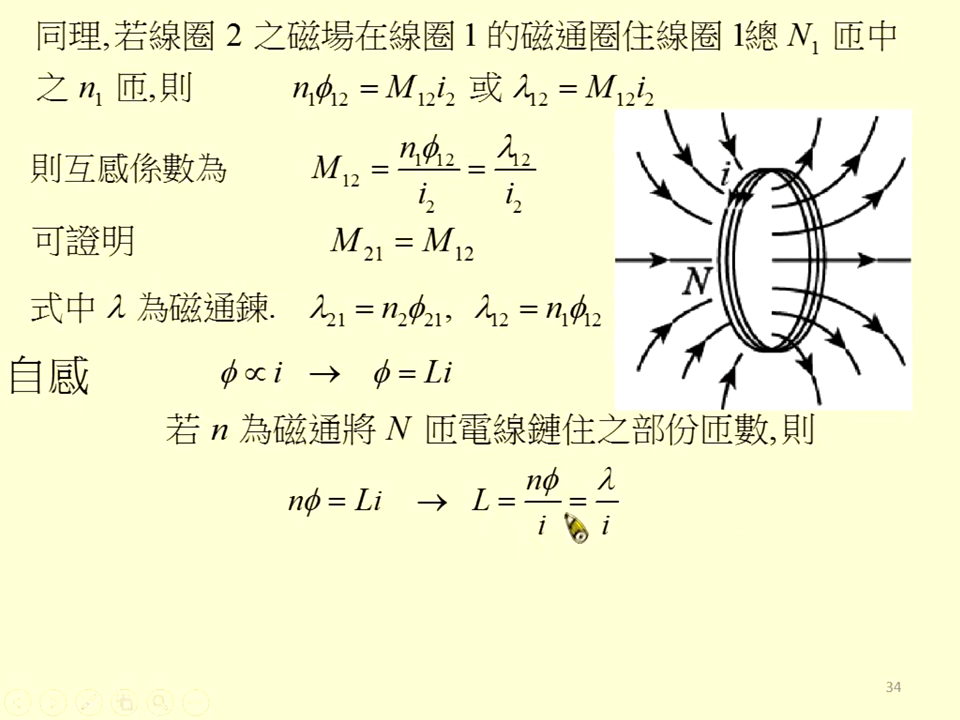 同理,若線圈 2 之磁場在線圈 1 的磁通圈住線圈 1總 N₁ 匝中
之 n₁ 匝,則 n₁ϕ₁₂ = M₁₂i₂ 或 λ₁₂ = M₁₂i₂
則互感係數為 M₁₂ = n₁ϕ₁₂/i₂ = λ₁₂/i₂
可證明 M₂₁ = M₁₂
式中 λ 為磁通鍊. λ₂₁ = n₂ϕ₂₁, λ₁₂ = n₁ϕ₁₂
i
N
自感 ϕ ∝ i → ϕ = Li
若 n 為磁通將 N 匝電線鏈住之部份匝數,則
nϕ = Li → L = nϕ/i = λ/i
34